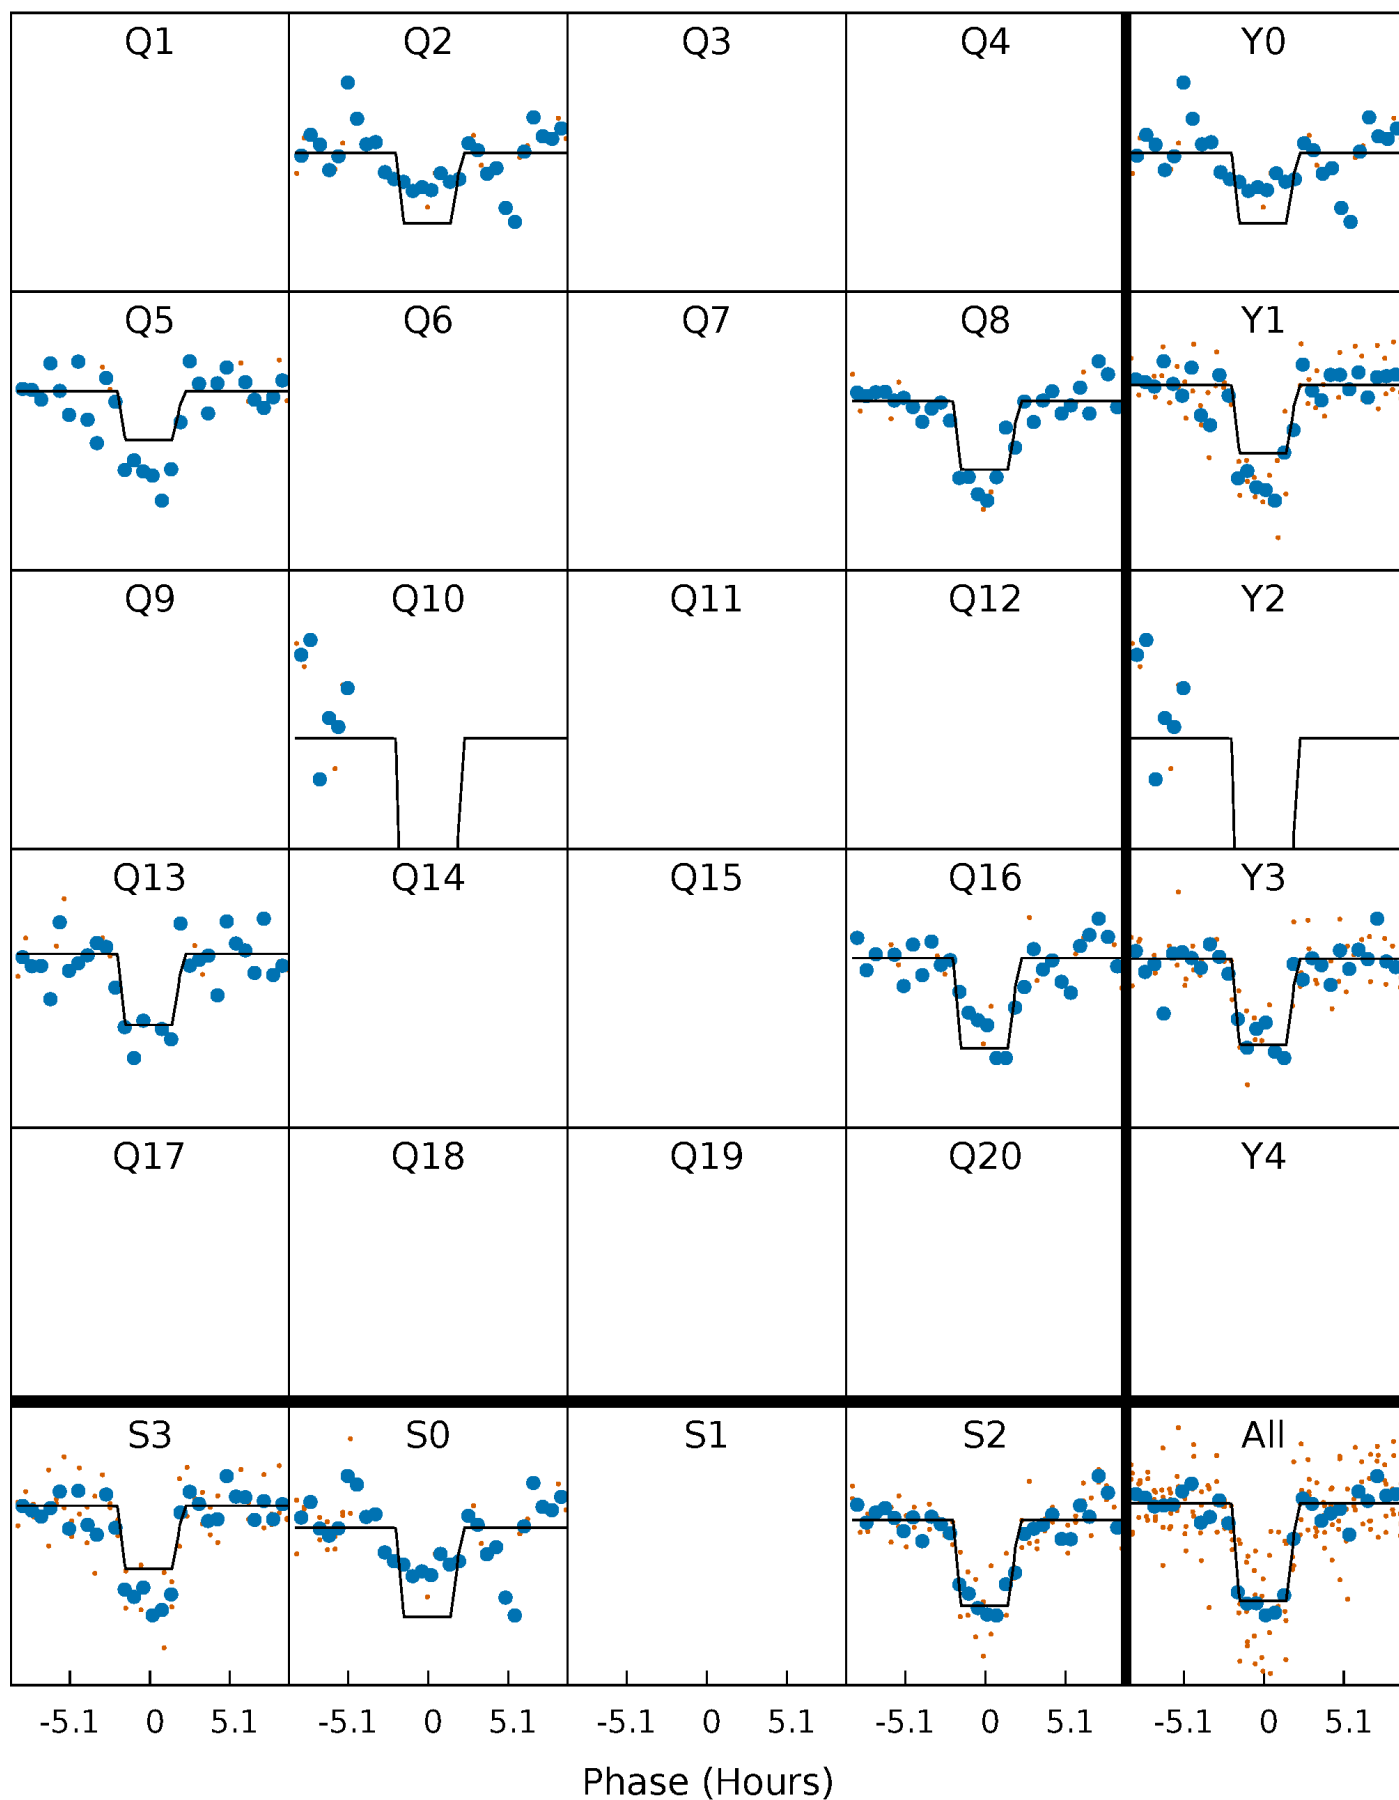 Q1 Q2 Q3 Q4 Y0
Q5 Q6 Q7 Q8 Y1
Q9 Q10 Q11 Q12 Y2
Q13 Q14 Q15 Q16 Y3
Q17 Q18 Q19 Q20 Y4
S3 S0 S1 S2 All
-5.1 0 5.1 -5.1 0 5.1 -5.1 0 5.1 -5.1 0 5.1 -5.1 0 5.1
Phase (Hours)